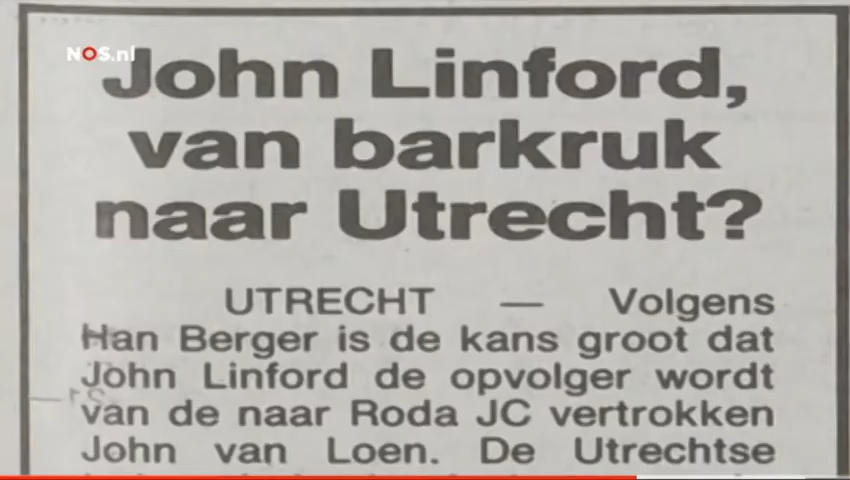 NOS.nl
John Linford,
van barkruk
naar Utrecht?
UTRECHT — Volgens
Han Berger is de kans groot dat
John Linford de opvolger wordt
van de naar Roda JC vertrokken
John van Loen. De Utrechtse